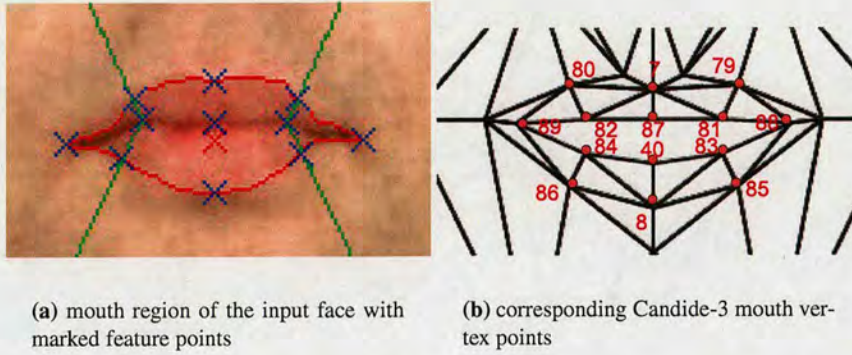 80 7 79
89 82 87 81 88
84 40 83
86 85
8
(a) mouth region of the input face with
marked feature points
(b) corresponding Candide-3 mouth ver-
tex points